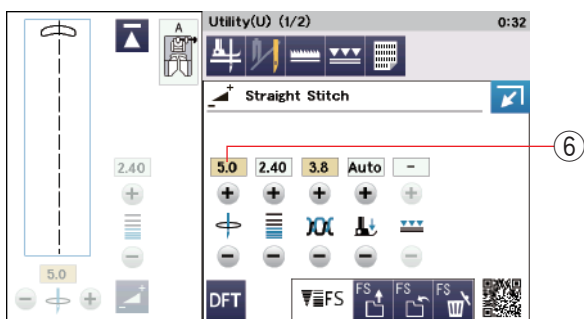 A
Utility(U) (1/2) 0:32
Straight Stitch
⑥
2.40
5.0 2.40 3.8 Auto –
5.0
DFT FS FS FS FS